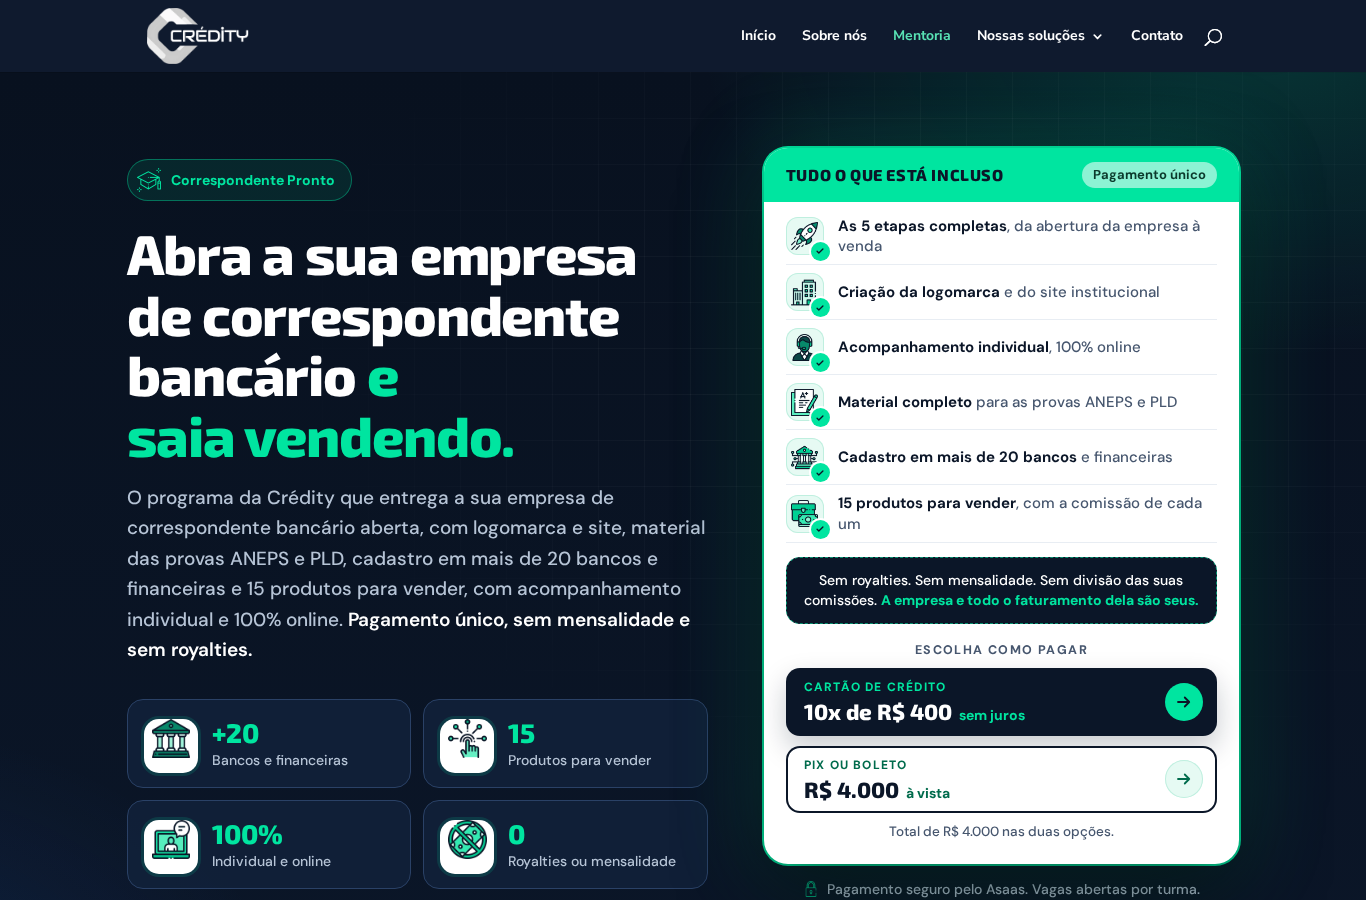 CRÉDITY
Início
Sobre nós
Mentoria
Nossas soluções
Contato
Correspondente Pronto
Abra a sua empresa
de correspondente
bancário e
saia vendendo.
O programa da Crédity que entrega a sua empresa de
correspondente bancário aberta, com logomarca e site, material
das provas ANEPS e PLD, cadastro em mais de 20 bancos e
financeiras e 15 produtos para vender, com acompanhamento
individual e 100% online. Pagamento único, sem mensalidade e
sem royalties.
+20
Bancos e financeiras
15
Produtos para vender
100%
Individual e online
0
Royalties ou mensalidade
TUDO O QUE ESTÁ INCLUSO
Pagamento único
As 5 etapas completas, da abertura da empresa à
venda
Criação da logomarca e do site institucional
Acompanhamento individual, 100% online
Material completo para as provas ANEPS e PLD
Cadastro em mais de 20 bancos e financeiras
15 produtos para vender, com a comissão de cada
um
Sem royalties. Sem mensalidade. Sem divisão das suas
comissões. A empresa e todo o faturamento dela são seus.
ESCOLHA COMO PAGAR
CARTÃO DE CRÉDITO
10x de R$ 400 sem juros
PIX OU BOLETO
R$ 4.000 à vista
Total de R$ 4.000 nas duas opções.
Pagamento seguro pelo Asaas. Vagas abertas por turma.